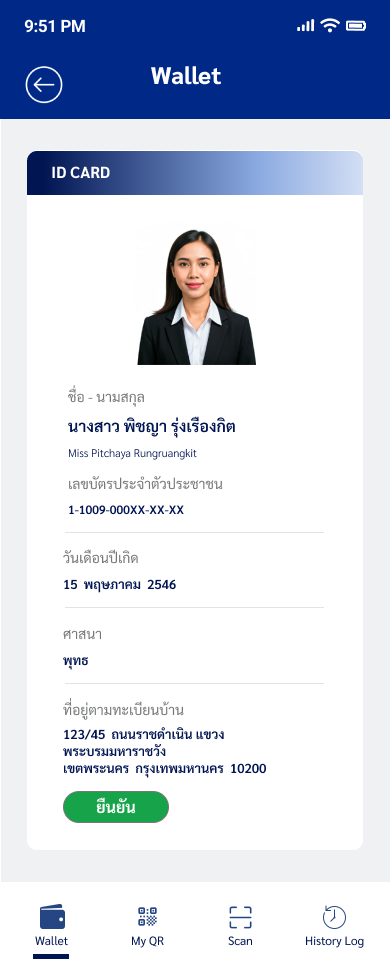 9:51 PM
Wallet
ID CARD
ชื่อ - นามสกุล
นางสาว พิชญา รุ่งเรืองกิต
Miss Pitchaya Rungruangkit
เลขบัตรประจำตัวประชาชน
1-1009-000XX-XX-XX
วันเดือนปีเกิด
15 พฤษภาคม 2546
ศาสนา
พุทธ
ที่อยู่ตามทะเบียนบ้าน
123/45 ถนนราชดำเนิน แขวง
พระบรมมหาราชวัง
เขตพระนคร กรุงเทพมหานคร 10200
ยืนยัน
Wallet
My QR
Scan
History Log